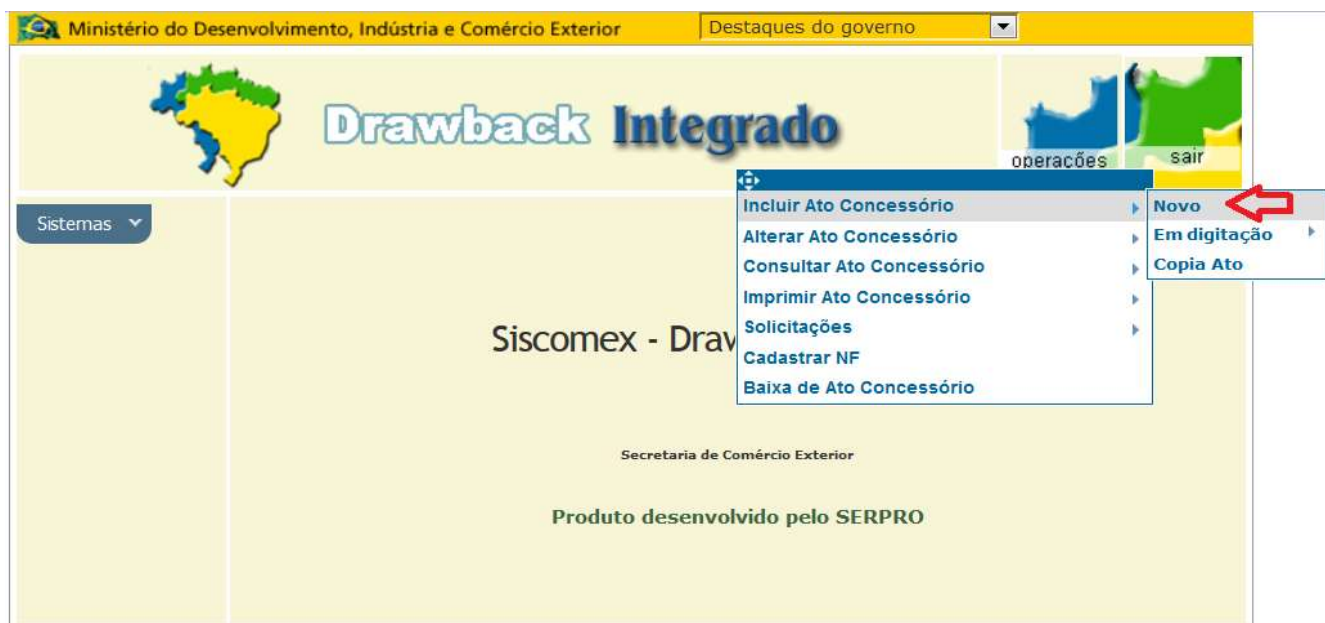 Ministério do Desenvolvimento, Indústria e Comércio Exterior
Destaques do governo
Drawback Integrado
operações
sair
Sistemas
Incluir Ato Concessório
Alterar Ato Concessório
Consultar Ato Concessório
Imprimir Ato Concessório
Solicitações
Cadastrar NF
Baixa de Ato Concessório
Novo
Em digitação
Copia Ato
Siscomex -
Secretaria de Comércio Exterior
Produto desenvolvido pelo SERPRO